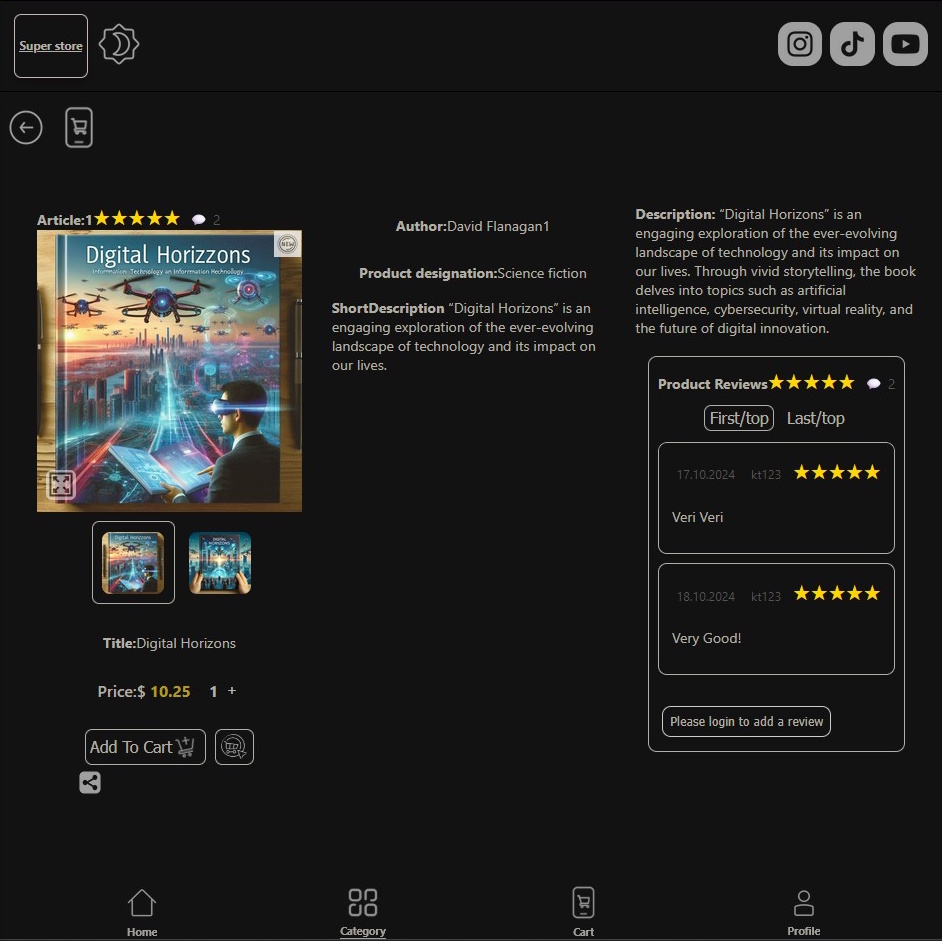 Super store
Article:1★★★★★ 2
Digital Horizzons
Information, Technology an Information Hechnollogy
NEW
Title:Digital Horizons
Price:$ 10.25 1 +
Add To Cart
Author:David Flanagan1
Product designation:Science fiction
ShortDescription “Digital Horizons” is an
engaging exploration of the ever-evolving
landscape of technology and its impact on
our lives.
Description: “Digital Horizons” is an
engaging exploration of the ever-evolving
landscape of technology and its impact on
our lives. Through vivid storytelling, the book
delves into topics such as artificial
intelligence, cybersecurity, virtual reality, and
the future of digital innovation.
Product Reviews★★★★★ 2
First/top Last/top
17.10.2024 kt123 ★★★★★
Veri Veri
18.10.2024 kt123 ★★★★★
Very Good!
Please login to add a review
Home
Category
Cart
Profile